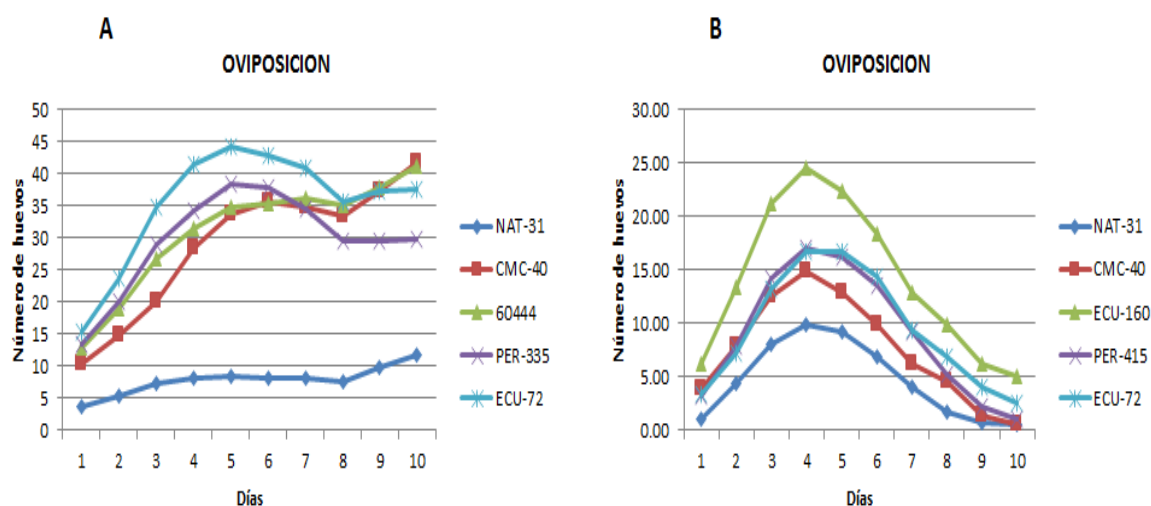 A
OVIPOSICION
Número de huevos
50
45
40
35
30
25
20
15
10
5
0
1 2 3 4 5 6 7 8 9 10
Días
NAT-31
CMC-40
60444
PER-335
ECU-72
B
OVIPOSICION
Número de huevos
30.00
25.00
20.00
15.00
10.00
5.00
0.00
1 2 3 4 5 6 7 8 9 10
Días
NAT-31
CMC-40
ECU-160
PER-415
ECU-72